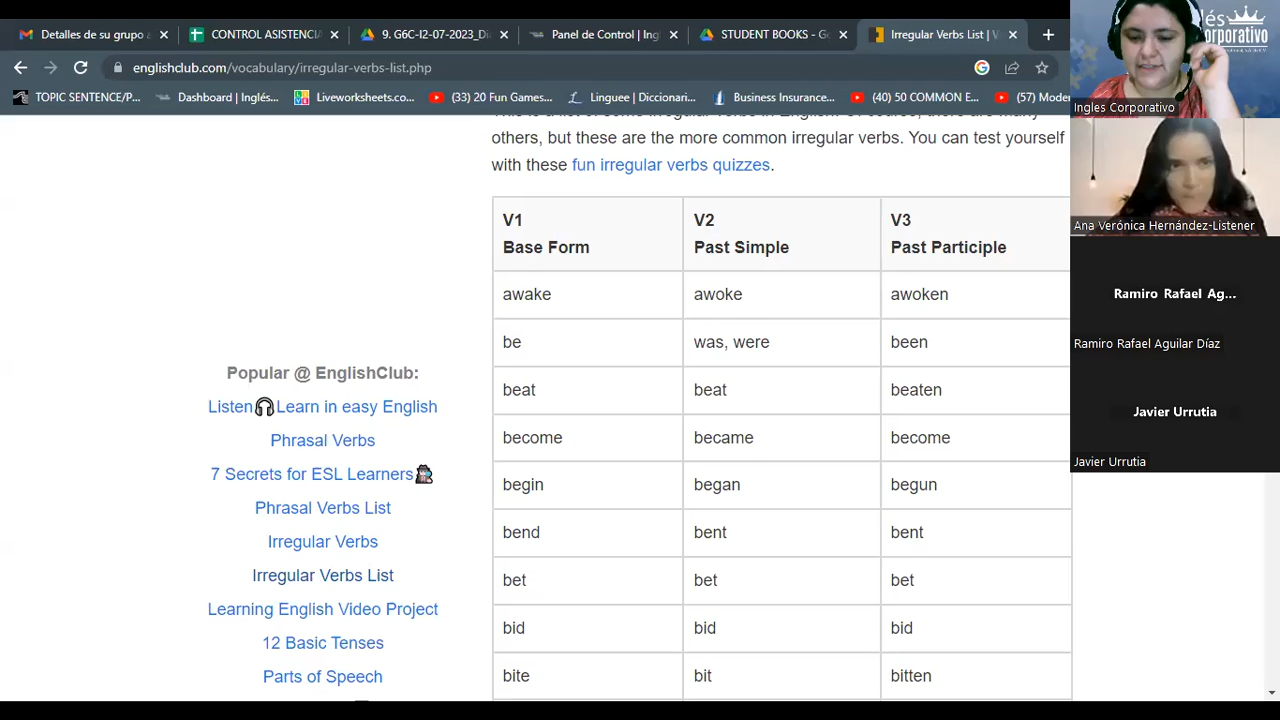 Detalles de su grupo a
CONTROL ASISTENCIA
9. G6C-I2-07-2023_D
Panel de Control | Ing
STUDENT BOOKS - Go
Irregular Verbs List | V
englishclub.com/vocabulary/irregular-verbs-list.php
TOPIC SENTENCE/P...
Dashboard | Inglés...
Liveworksheets.co...
(33) 20 Fun Games...
Linguee | Dicciionari...
Business Insurance...
(40) 50 COMMON E...
(57) Mode
others, but these are the more common irregular verbs. You can test yourself
with these fun irregular verbs quizzes.
V1 V2 V3
Base Form Past Simple Past Participle
awake awoke awoken
be was, were been
beat beat beaten
become became become
begin began begun
bend bent bent
bet bet bet
bid bid bid
bite bit bitten
Popular @ EnglishClub:
Listen Learn in easy English
Phrasal Verbs
7 Secrets for ESL Learners
Phrasal Verbs List
Irregular Verbs
Irregular Verbs List
Learning English Video Project
12 Basic Tenses
Parts of Speech
Ingles Corporativo
Ana Verónica Hernández-Listener
Ramiro Rafael Ag...
Ramiro Rafael Aguilar Díaz
Javier Urrutia
Javier Urrutia